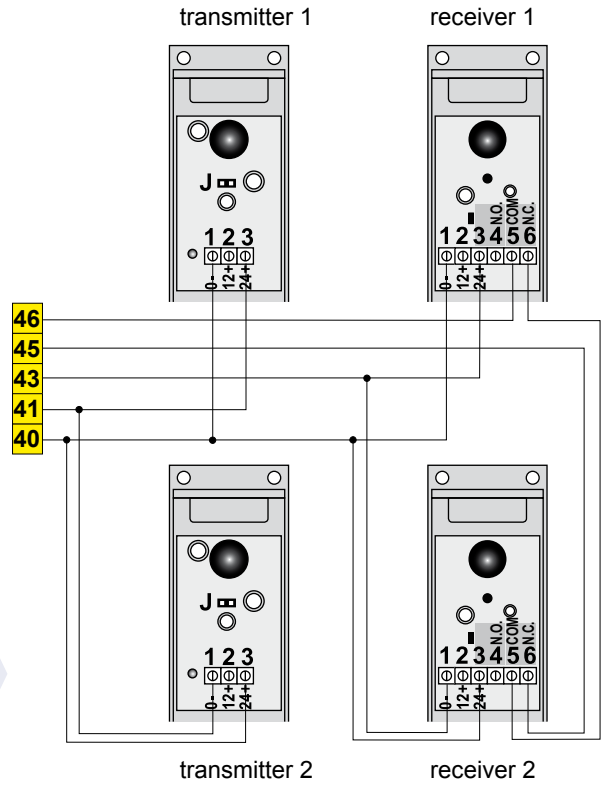 transmitter 1
receiver 1
J
1 2 3
0- 12+ 24+
N.O. COM N.C.
1 2 3 4 5 6
0- 12+ 24+
46
45
43
41
40
J
1 2 3
0- 12+ 24+
N.O. COM N.C.
1 2 3 4 5 6
0- 12+ 24+
transmitter 2
receiver 2